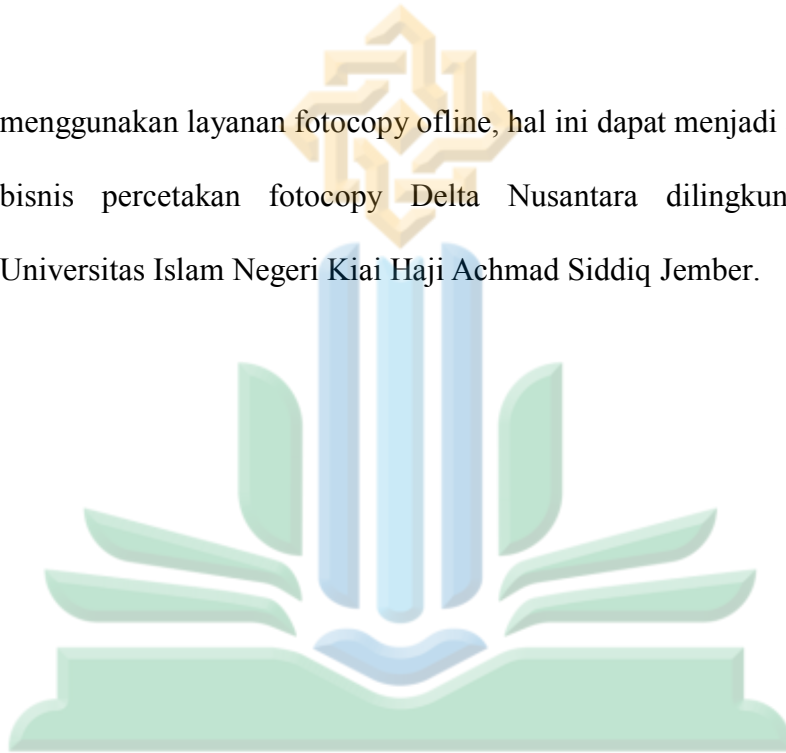 menggunakan layanan fotocopy ofline, hal ini dapat menjadi
bisnis percetakan fotocopy Delta Nusantara dilingkun
Universitas Islam Negeri Kiai Haji Achmad Siddiq Jember.